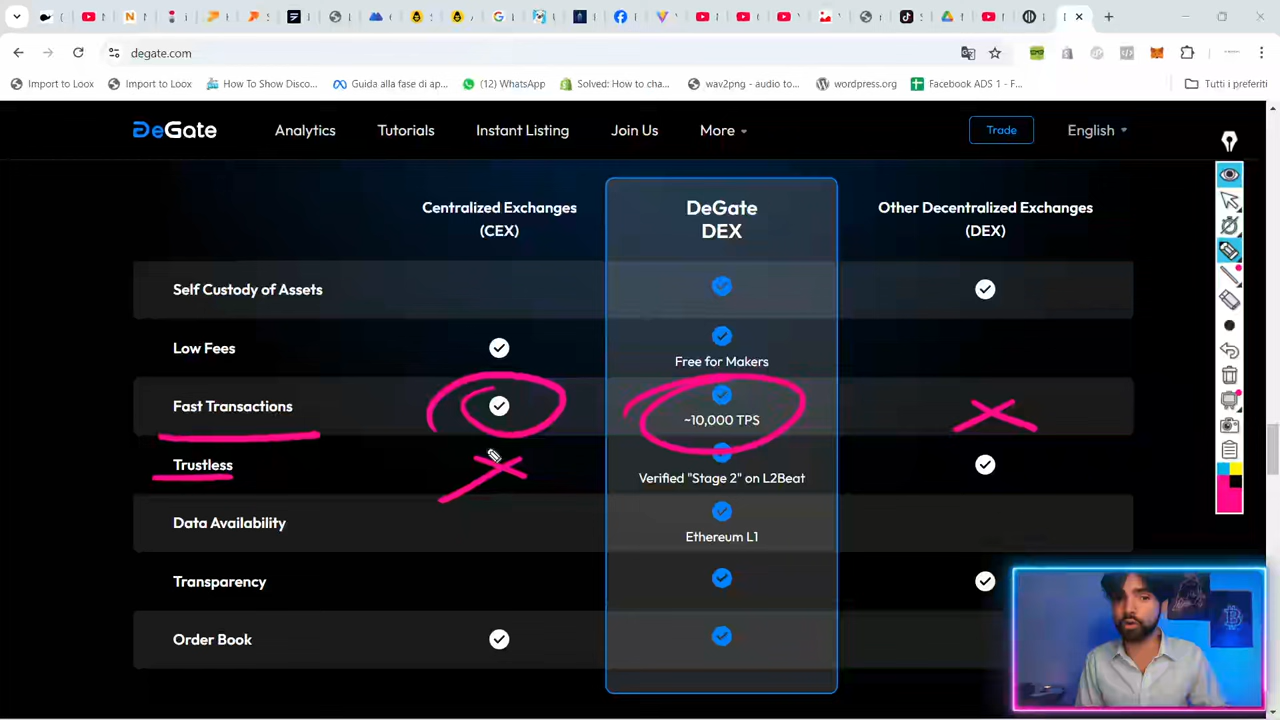 degate.com
Import to Loox
Import to Loox
How To Show Disco...
Guida alla fase di ap...
(12) WhatsApp
Solved: How to cha...
wav2png - audio to...
wordpress.org
Facebook ADS 1 - F...
Tutti i preferiti
DeGate
Analytics
Tutorials
Instant Listing
Join Us
More
Trade
English
Centralized Exchanges
(CEX)
DeGate
DEX
Other Decentralized Exchanges
(DEX)
Self Custody of Assets
Low Fees
Free for Makers
Fast Transactions
~10,000 TPS
Trustless
Verified "Stage 2" on L2Beat
Data Availability
Ethereum L1
Transparency
Order Book